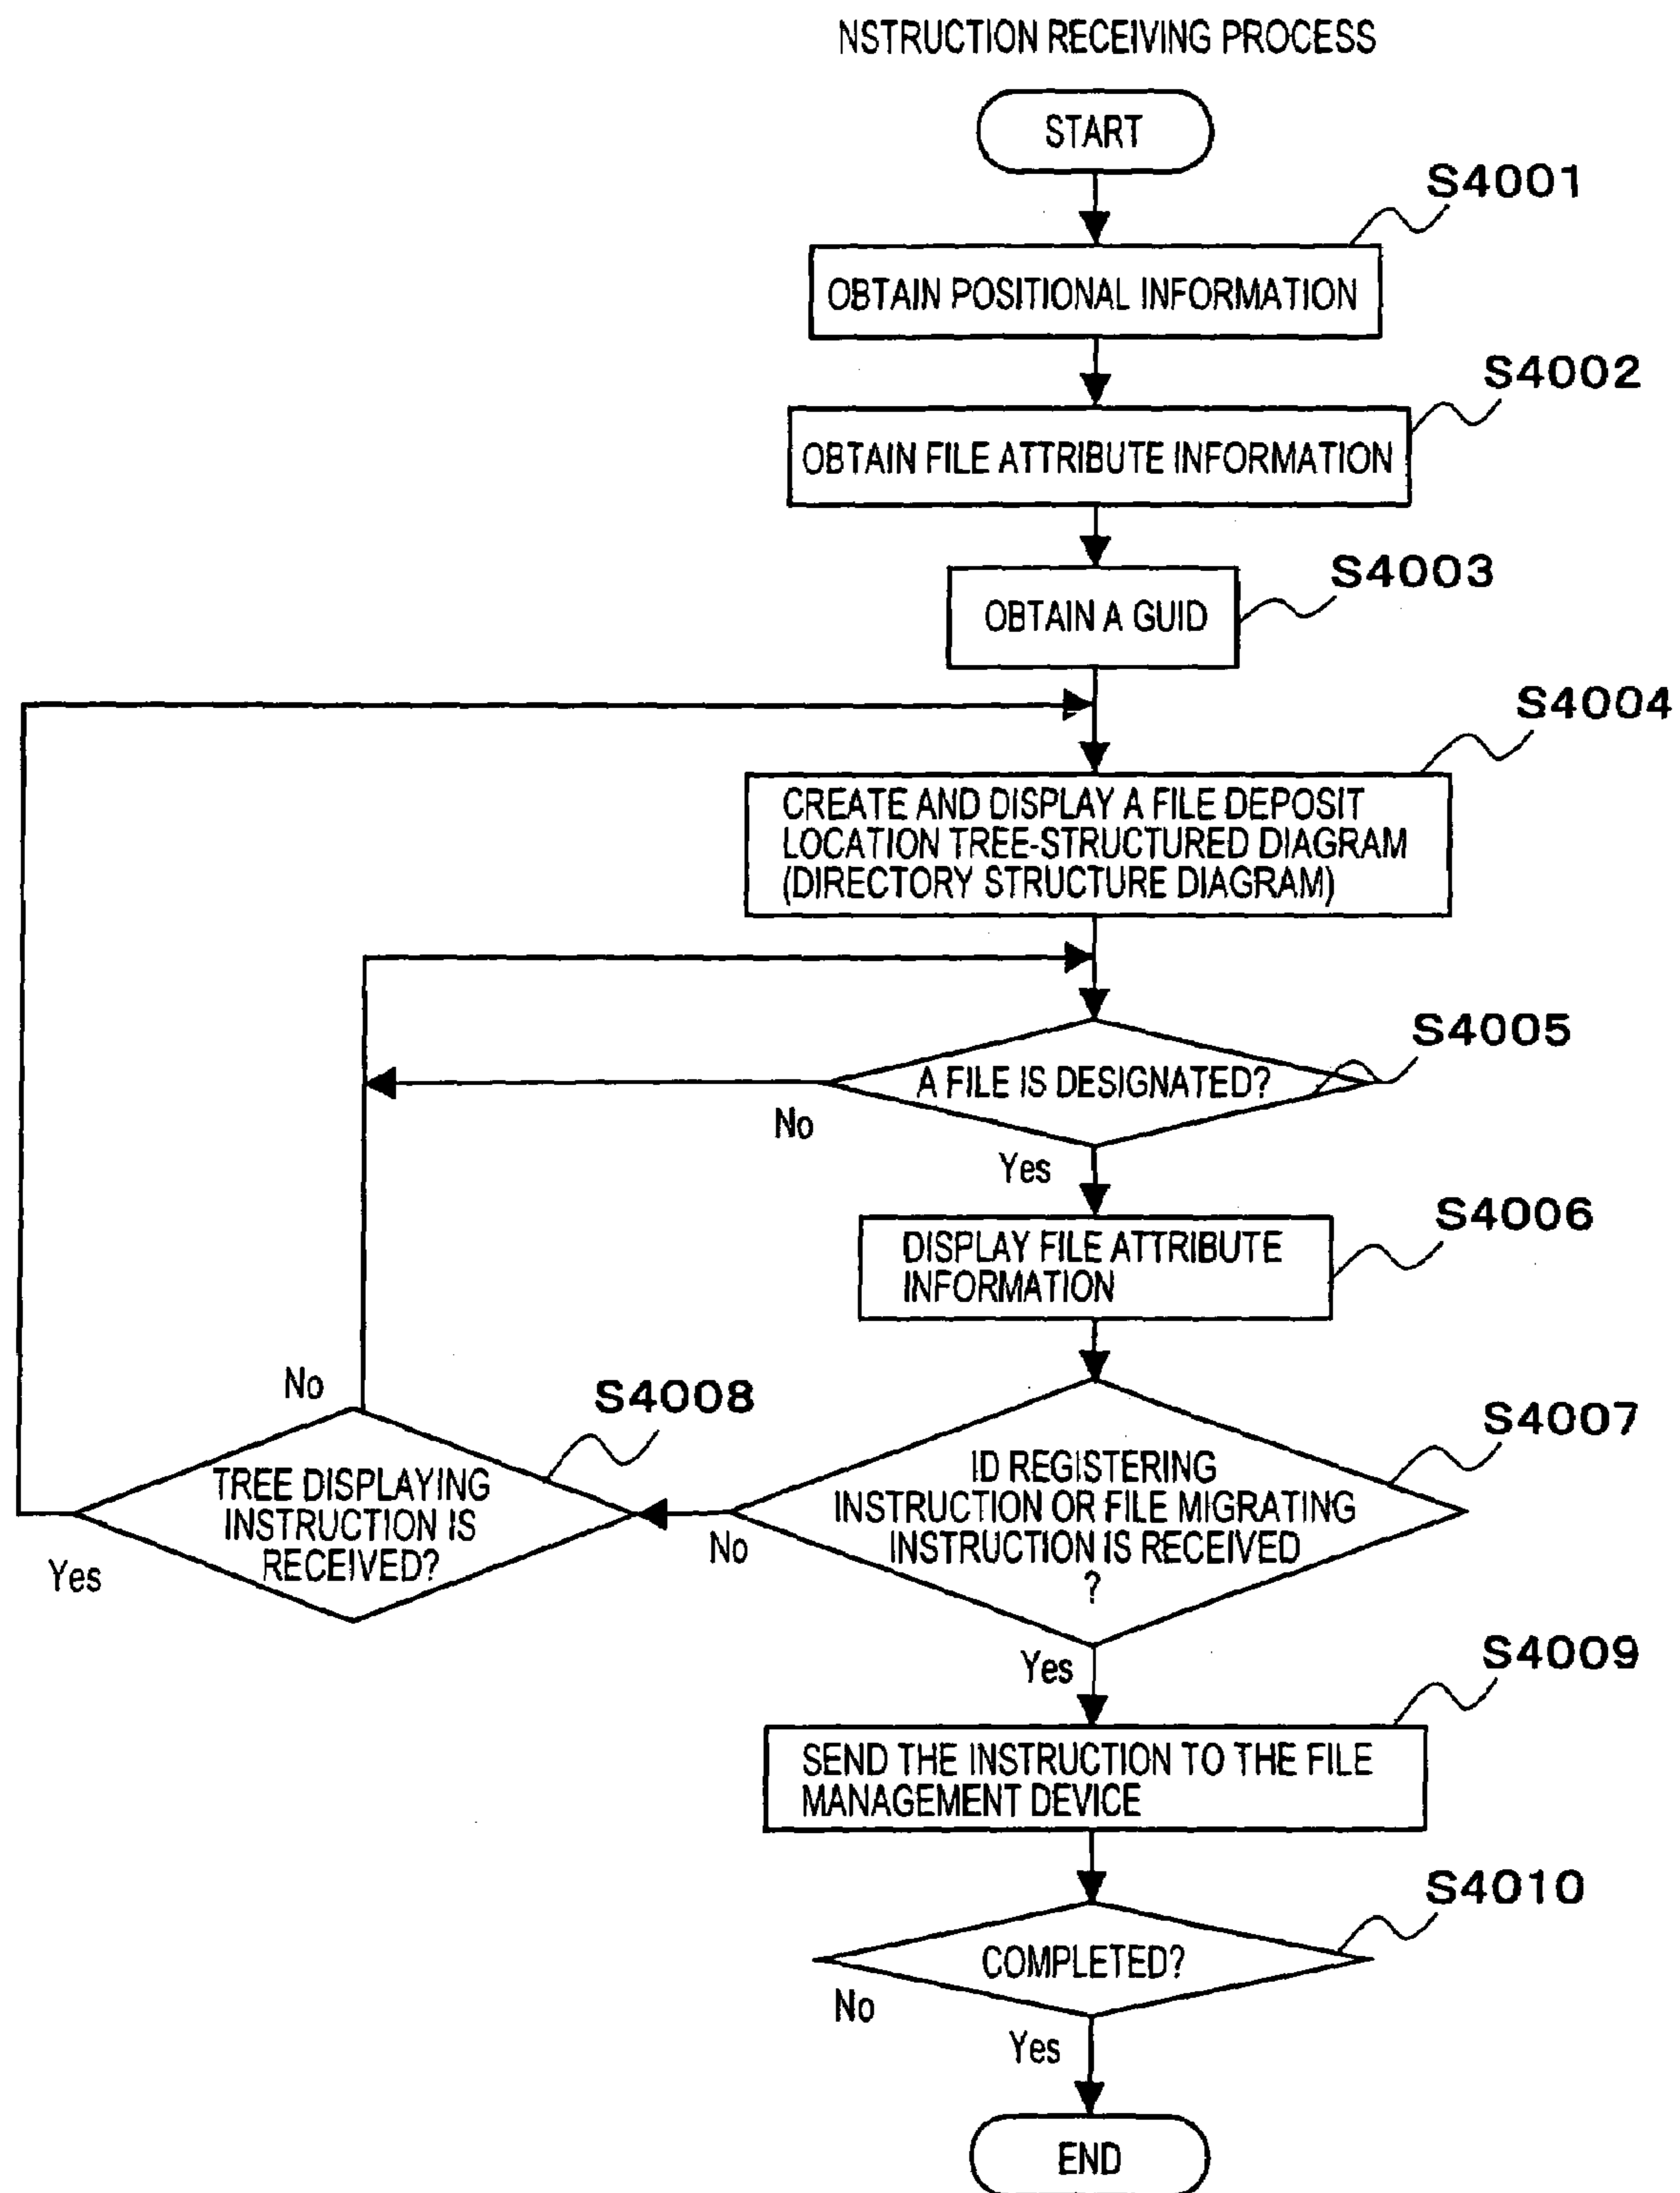 NSTRUCTION RECEIVING PROCESS
START
S4001
OBTAIN POSITIONAL INFORMATION
S4002
OBTAIN FILE ATTRIBUTE INFORMATION
S4003
OBTAIN A GUID
S4004
CREATE AND DISPLAY A FILE DEPOSIT
LOCATION TREE-STRUCTURED DIAGRAM
(DIRECTORY STRUCTURE DIAGRAM)
S4005
A FILE IS DESIGNATED?
No
Yes
S4006
DISPLAY FILE ATTRIBUTE
INFORMATION
No
S4008
TREE DISPLAYING
INSTRUCTION IS
RECEIVED?
Yes
No
S4007
ID REGISTERING
INSTRUCTION OR FILE MIGRATING
INSTRUCTION IS RECEIVED
?
Yes
S4009
SEND THE INSTRUCTION TO THE FILE
MANAGEMENT DEVICE
S4010
COMPLETED?
No
Yes
END